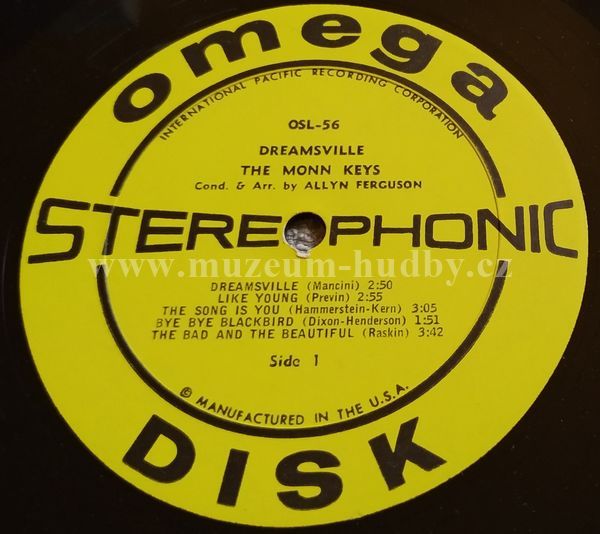 omega
INTERNATIONAL PACIFIC RECORDING CORPORATION
OSL-56
DREAMSVILLE
THE MONN KEYS
Cond. & Arr. by ALLYN FERGUSON
STEREOPHONIC
www.muzeum-hudby.cz
DREAMSVILLE (Mancini) 2:50
LIKE YOUNG (Previn) 2:55
THE SONG IS YOU (Hammerstein-Kern) 3:05
BYE BYE BLACKBIRD (Dixon-Henderson) 1:51
THE BAD AND THE BEAUTIFUL (Raskin) 3:42
Side 1
© MANUFACTURED IN THE U.S.A.
DISK